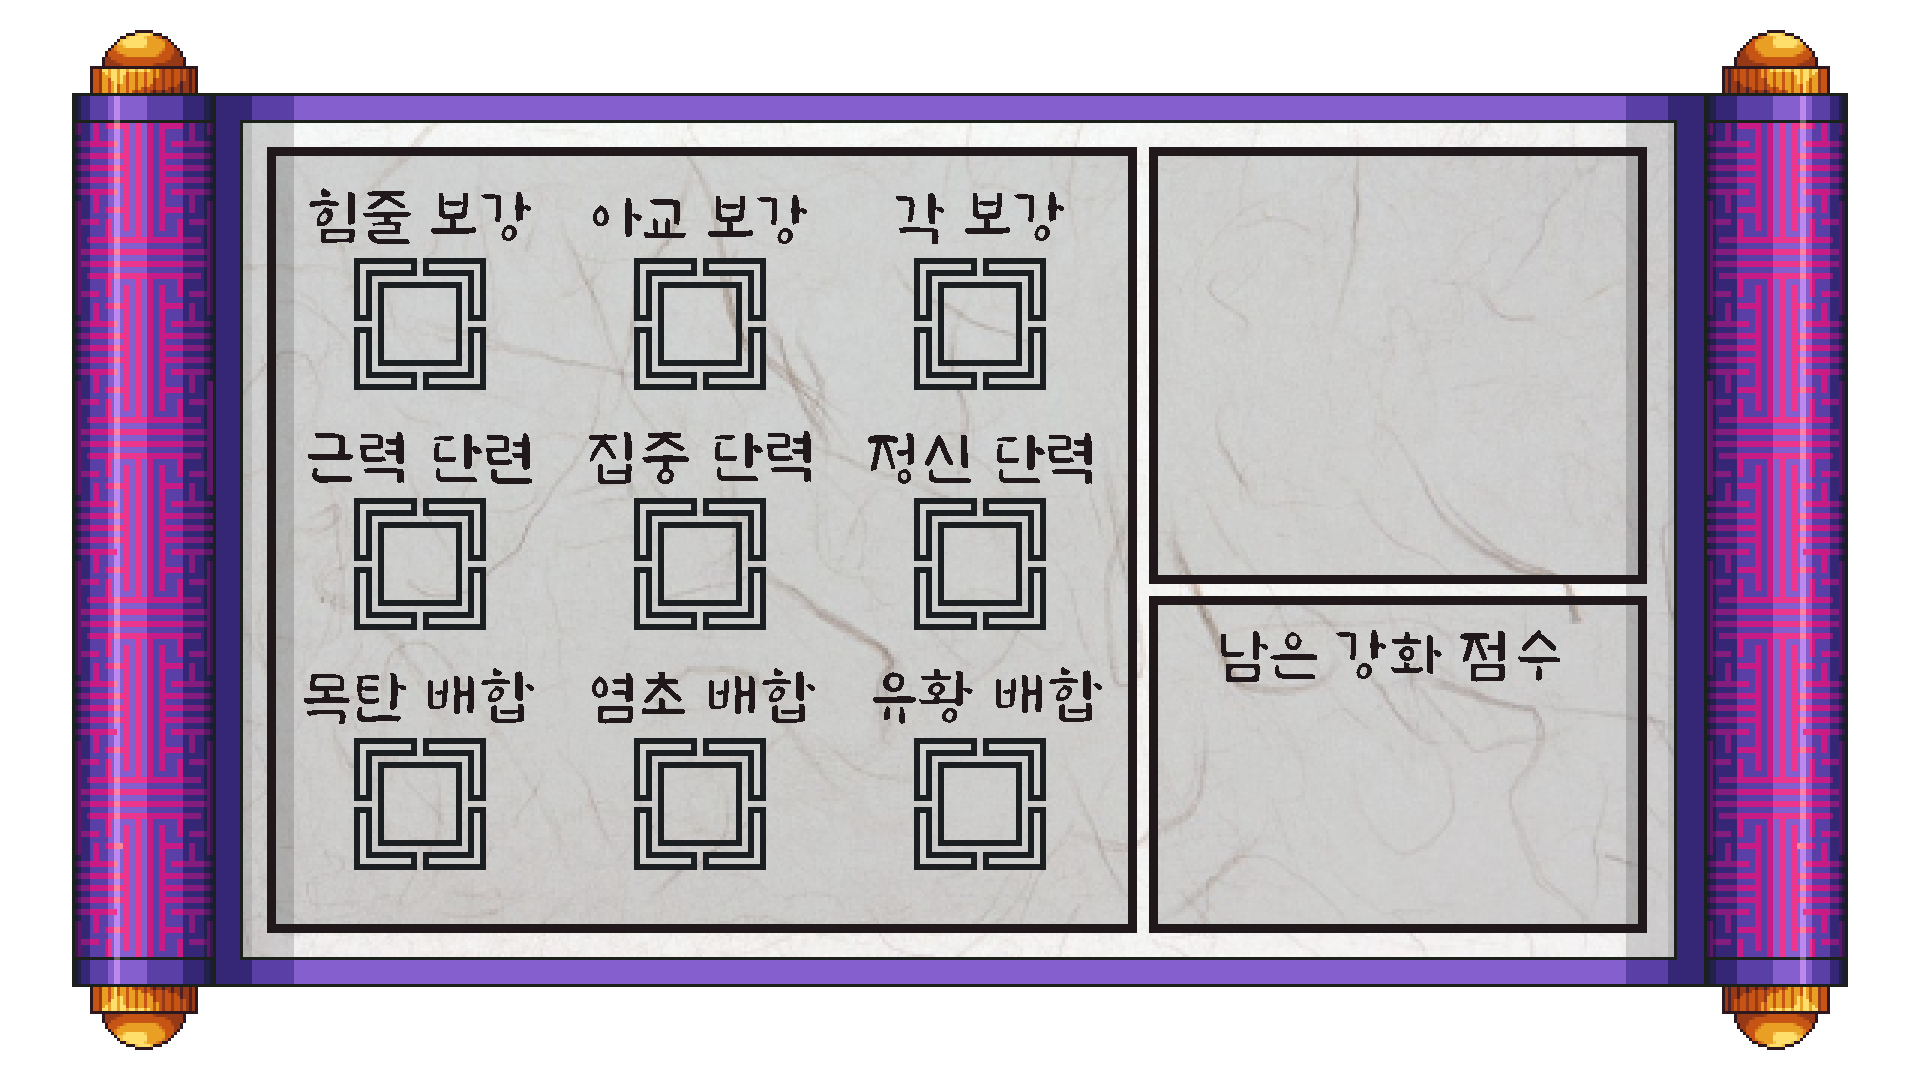 힘줄 보강 아교 보강 각 보강
근력 단련 집중 단력 정신 단력
목탄 배합 염초 배합 유황 배합
남은 강화 점수